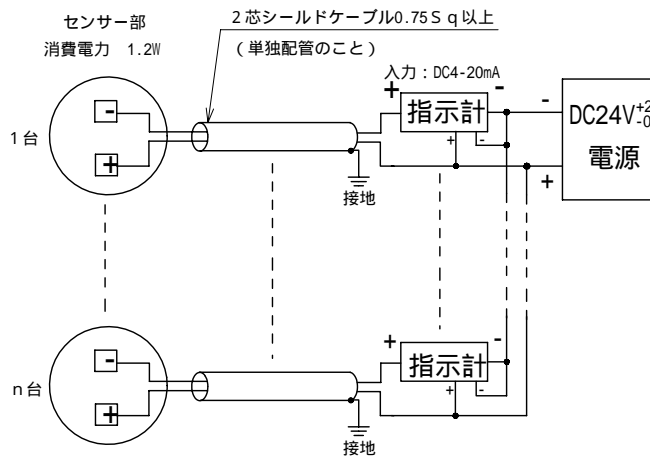 センサー部
消費電力 1.2W
2芯シールドケーブル0.75Sq以上
(単独配管のこと)
入力:DC4-20mA
+ -
指示計
+ -
- DC24V+2-0
電源
+
1台
-
+
接地
n台
-
+
+ -
指示計
+ -
接地